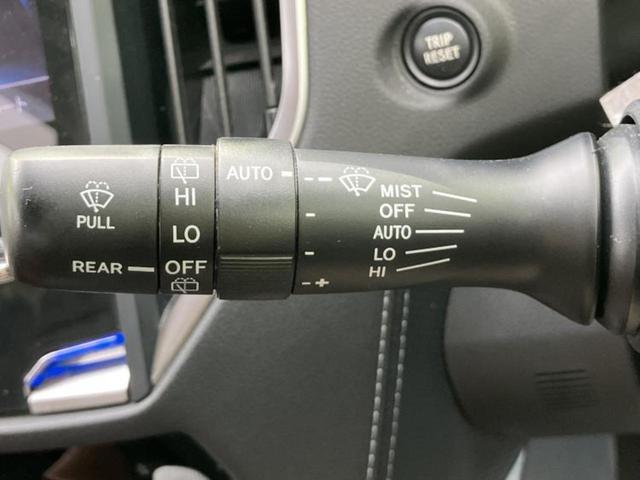 TRIP
RESET
PULL
REAR
HI
LO
OFF
AUTO
- -
-
-
-+
MIST
OFF
AUTO
LO
HI